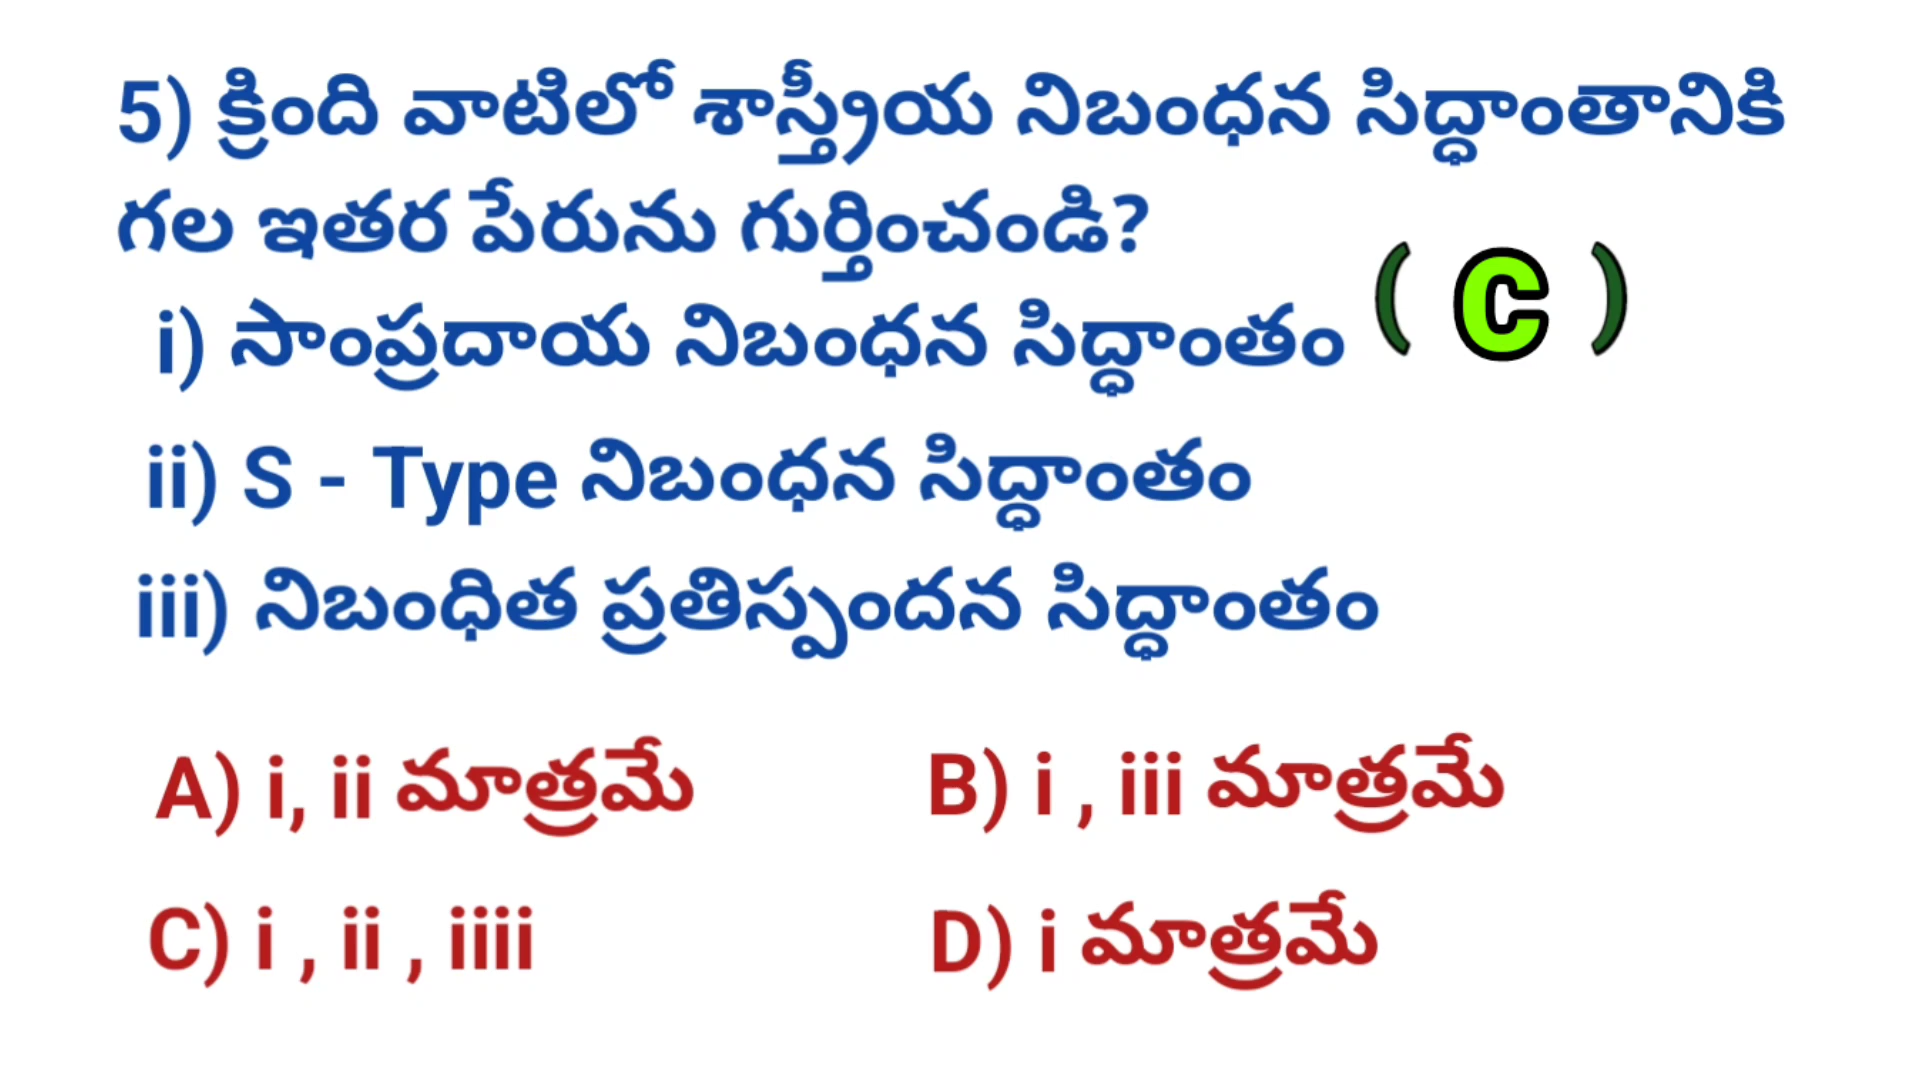 5) క్రింది వాటిలో శాస్త్రీయ నిబంధన సిద్ధాంతానికి
గల ఇతర పేరును గుర్తించండి?
( C )
i) సాంప్రదాయ నిబంధన సిద్ధాంతం
ii) S - Type నిబంధన సిద్ధాంతం
iii) నిబంధిత ప్రతిస్పందన సిద్ధాంతం
A) i, ii మాత్రమే
B) i , iii మాత్రమే
C) i , ii , iiii
D) i మాత్రమే